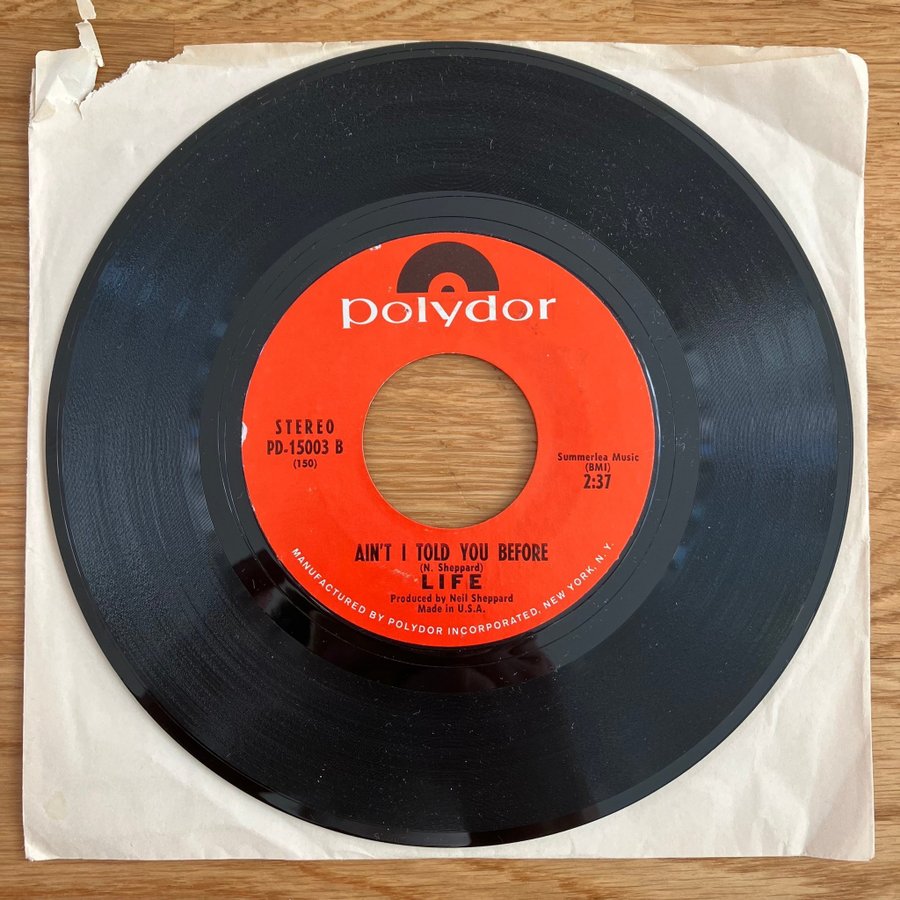 polydor
STEREO
PD-15003 B
(150)
Summerlea Music
(BMI)
2:37
AIN'T I TOLD YOU BEFORE
(N. Sheppard)
LIFE
Produced by Neil Sheppard
Made in U.S.A.
MANUFACTURED BY POLYDOR INCORPORATED, NEW YORK, N.Y.